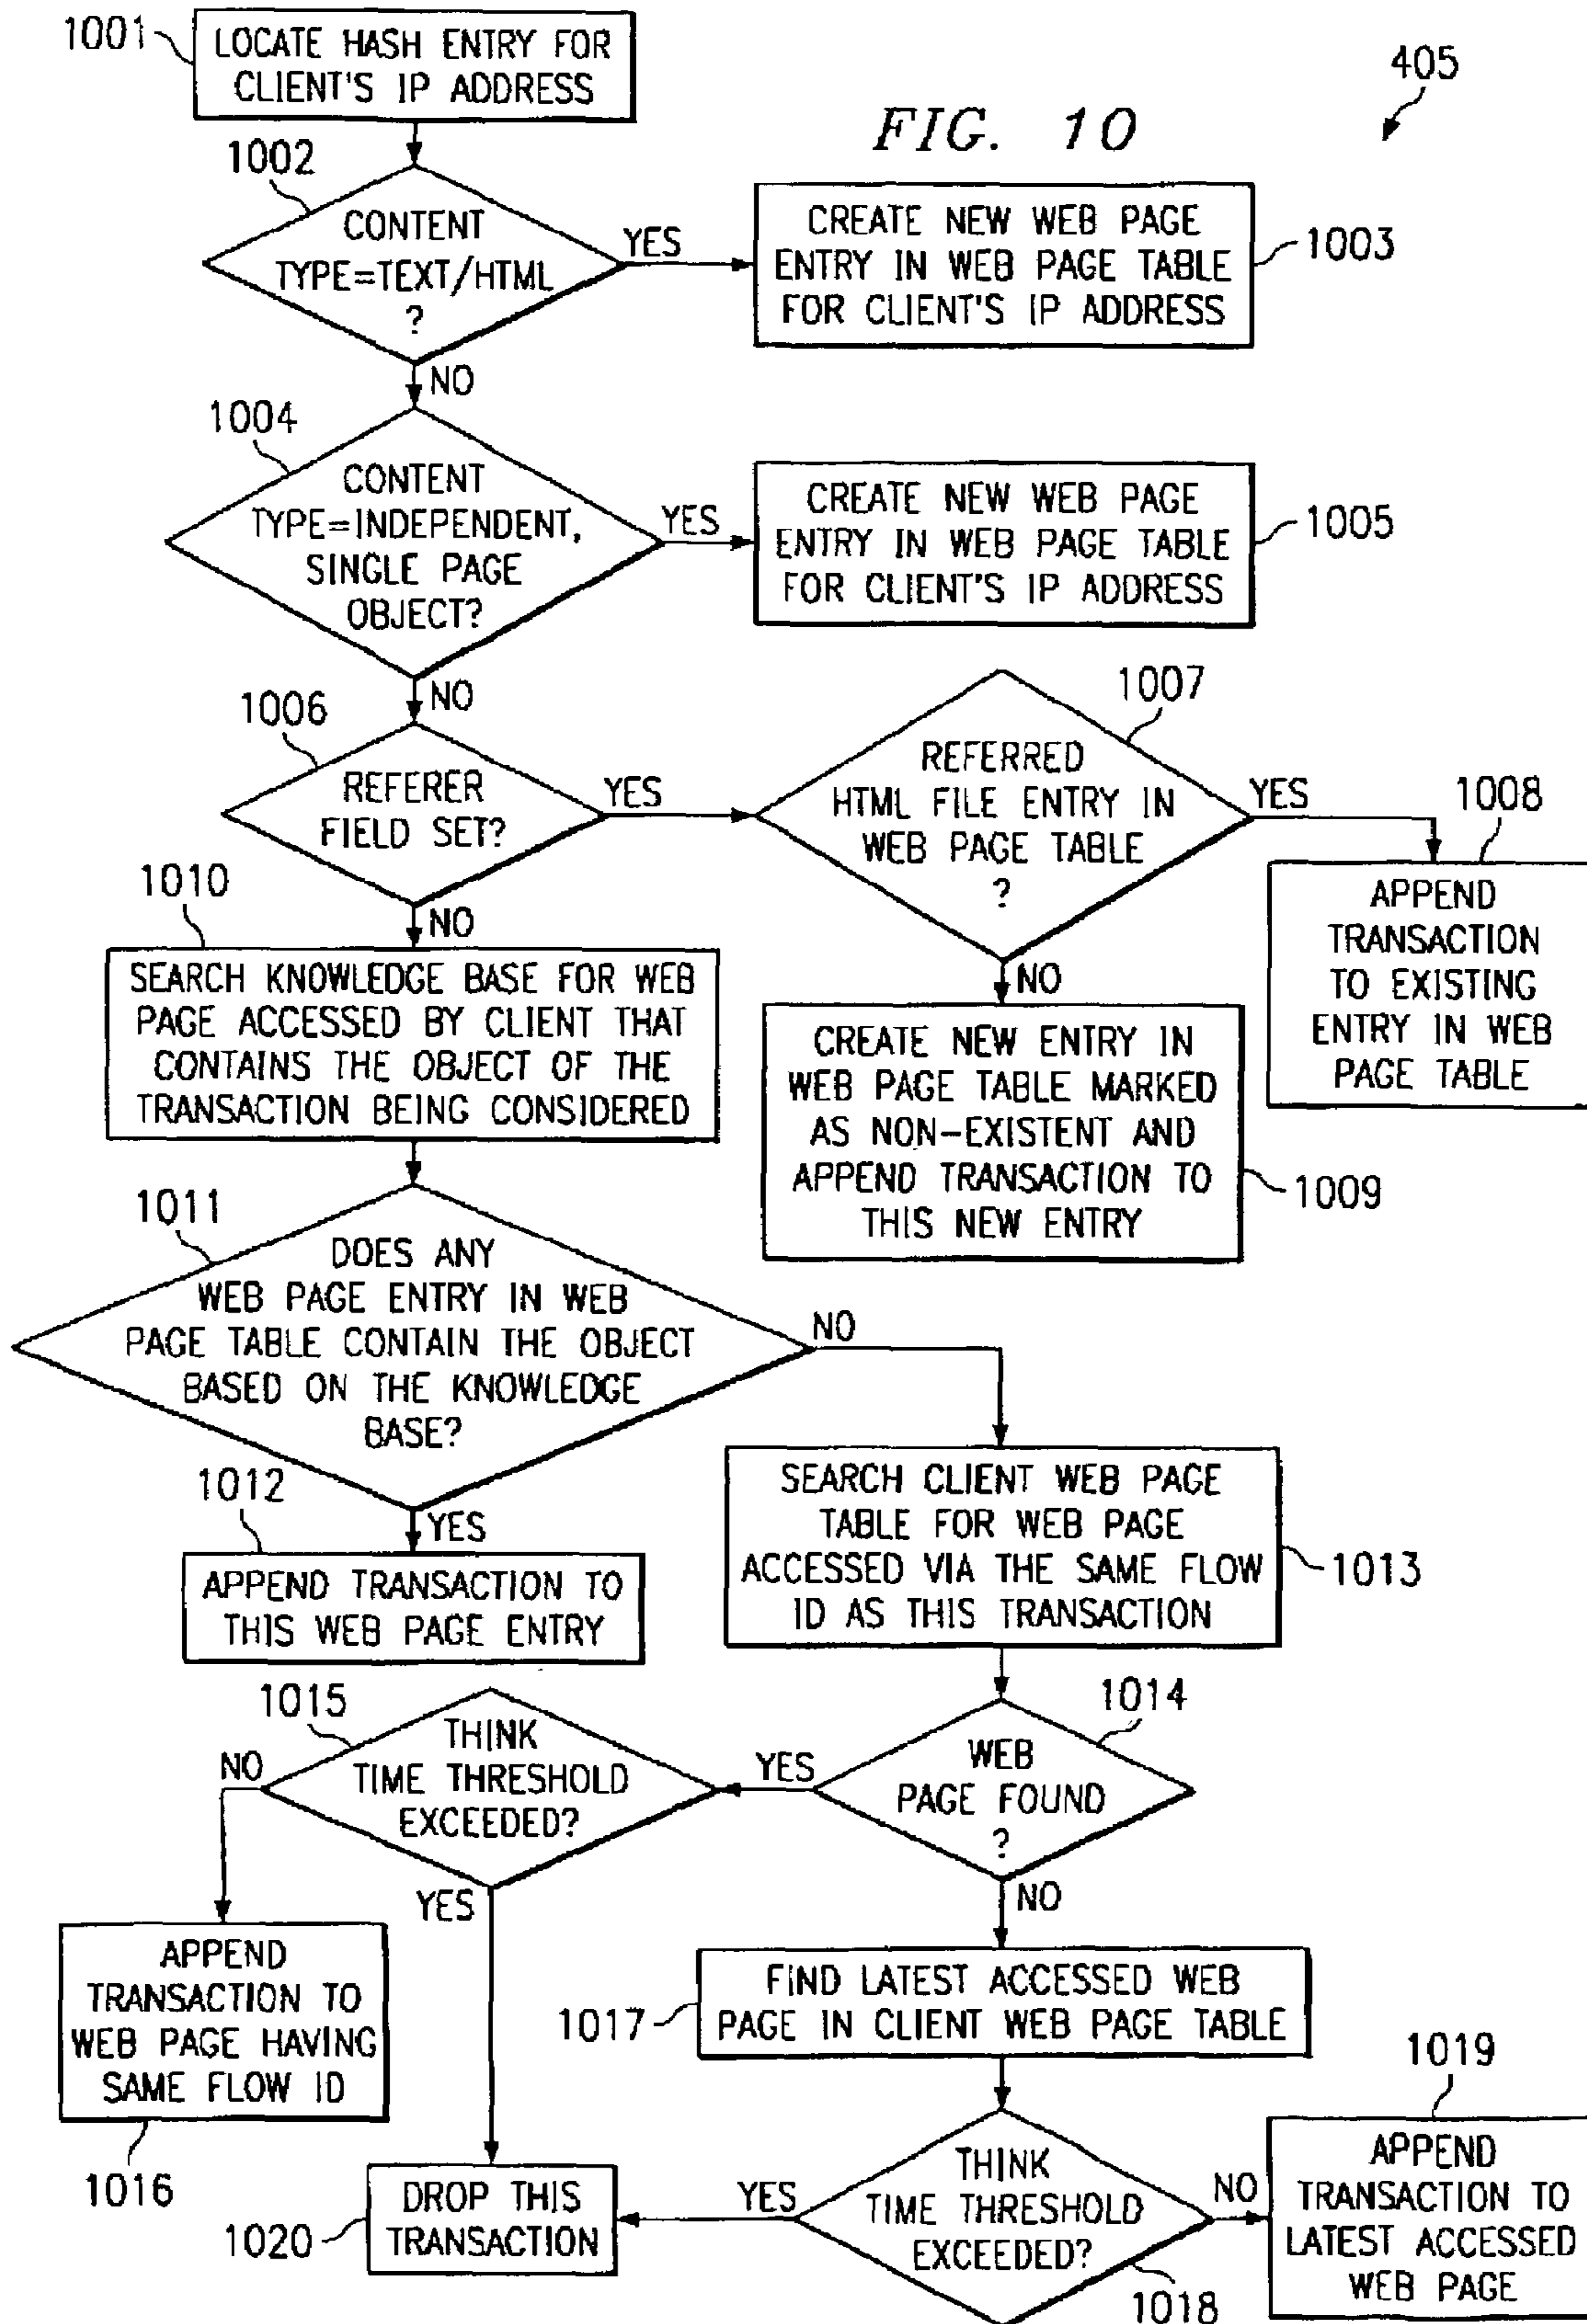 1001
LOCATE HASH ENTRY FOR
CLIENT'S IP ADDRESS
405
FIG. 10
1002
CONTENT
TYPE=TEXT/HTML
?
YES
CREATE NEW WEB PAGE
ENTRY IN WEB PAGE TABLE
FOR CLIENT'S IP ADDRESS
1003
NO
1004
CONTENT
TYPE=INDEPENDENT,
SINGLE PAGE
OBJECT?
YES
CREATE NEW WEB PAGE
ENTRY IN WEB PAGE TABLE
FOR CLIENT'S IP ADDRESS
1005
NO
1006
REFERER
FIELD SET?
YES
1007
REFERRED
HTML FILE ENTRY IN
WEB PAGE TABLE
?
YES
1008
APPEND
TRANSACTION
TO EXISTING
ENTRY IN WEB
PAGE TABLE
NO
CREATE NEW ENTRY IN
WEB PAGE TABLE MARKED
AS NON-EXISTENT AND
APPEND TRANSACTION TO
THIS NEW ENTRY
1009
NO
1010
SEARCH KNOWLEDGE BASE FOR WEB
PAGE ACCESSED BY CLIENT THAT
CONTAINS THE OBJECT OF THE
TRANSACTION BEING CONSIDERED
1011
DOES ANY
WEB PAGE ENTRY IN WEB
PAGE TABLE CONTAIN THE OBJECT
BASED ON THE KNOWLEDGE
BASE?
NO
YES
1012
APPEND TRANSACTION TO
THIS WEB PAGE ENTRY
SEARCH CLIENT WEB PAGE
TABLE FOR WEB PAGE
ACCESSED VIA THE SAME FLOW
ID AS THIS TRANSACTION
1013
1014
WEB
PAGE FOUND
?
YES
1015
THINK
TIME THRESHOLD
EXCEEDED?
NO
YES
APPEND
TRANSACTION TO
WEB PAGE HAVING
SAME FLOW ID
1016
NO
FIND LATEST ACCESSED WEB
PAGE IN CLIENT WEB PAGE TABLE
1017
THINK
TIME THRESHOLD
EXCEEDED?
1018
YES
DROP THIS
TRANSACTION
1020
NO
1019
APPEND
TRANSACTION TO
LATEST ACCESSED
WEB PAGE